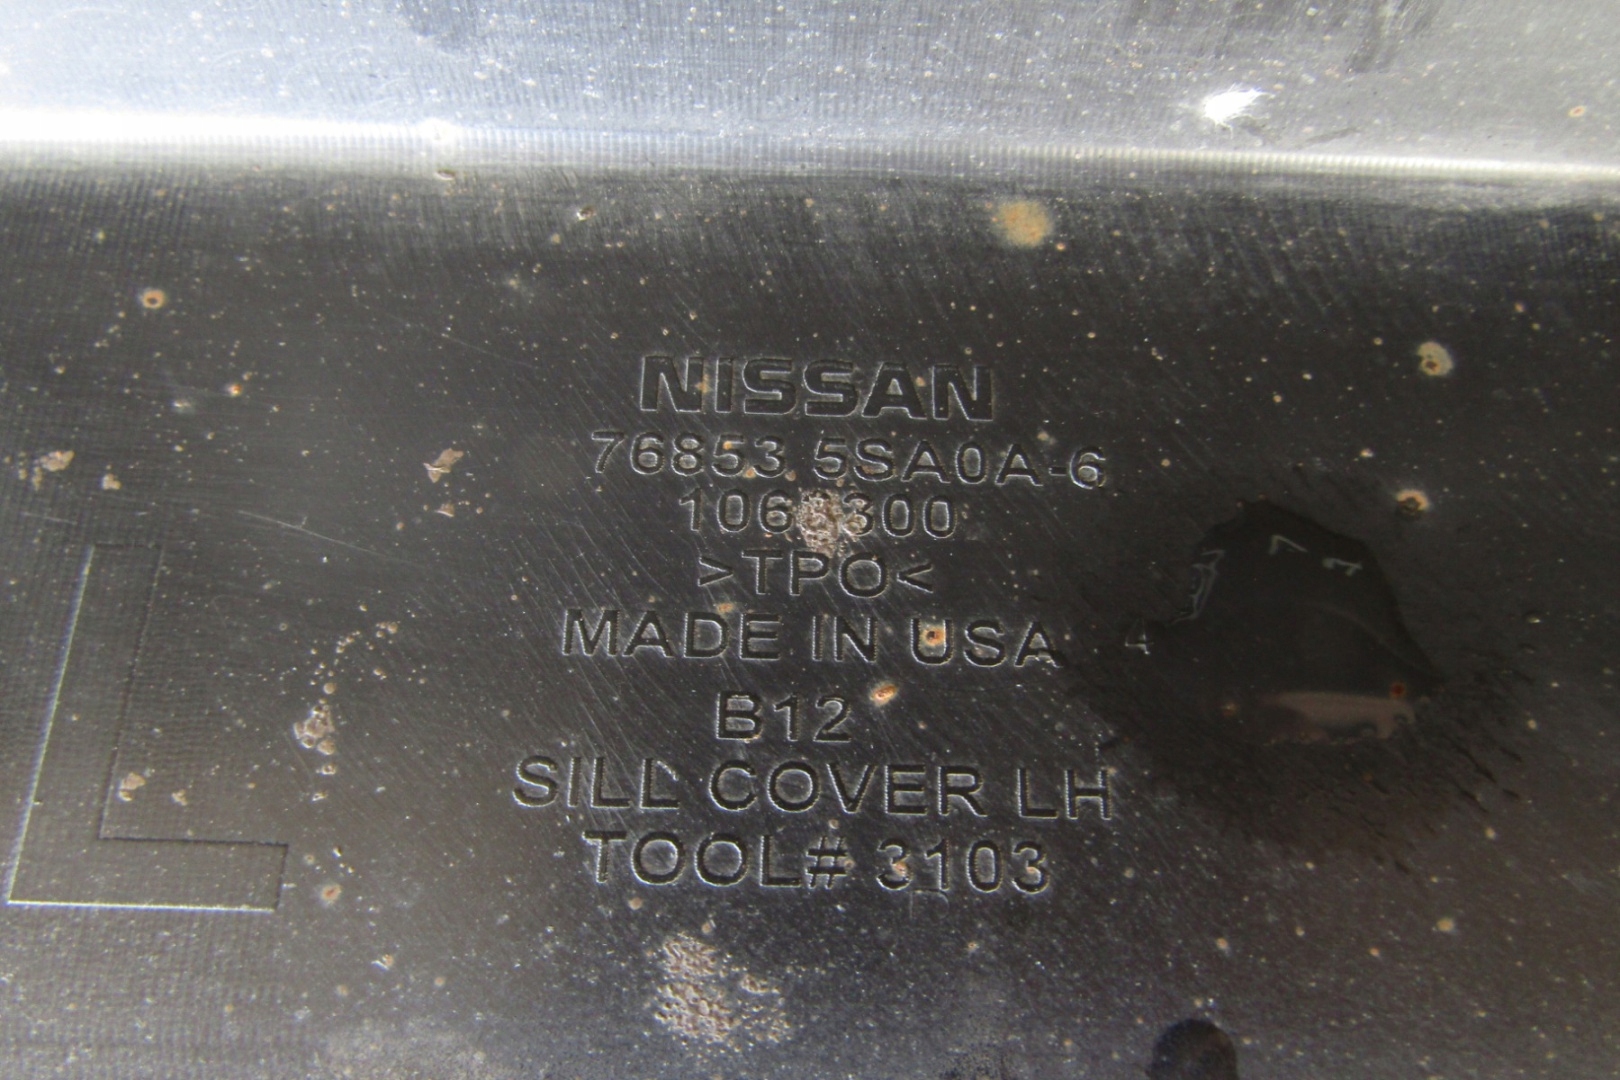 NISSAN
76853 5SA0A-6
>TPO<
MADE IN USA
B12
SILL COVER LH
TOOL# 3103
L